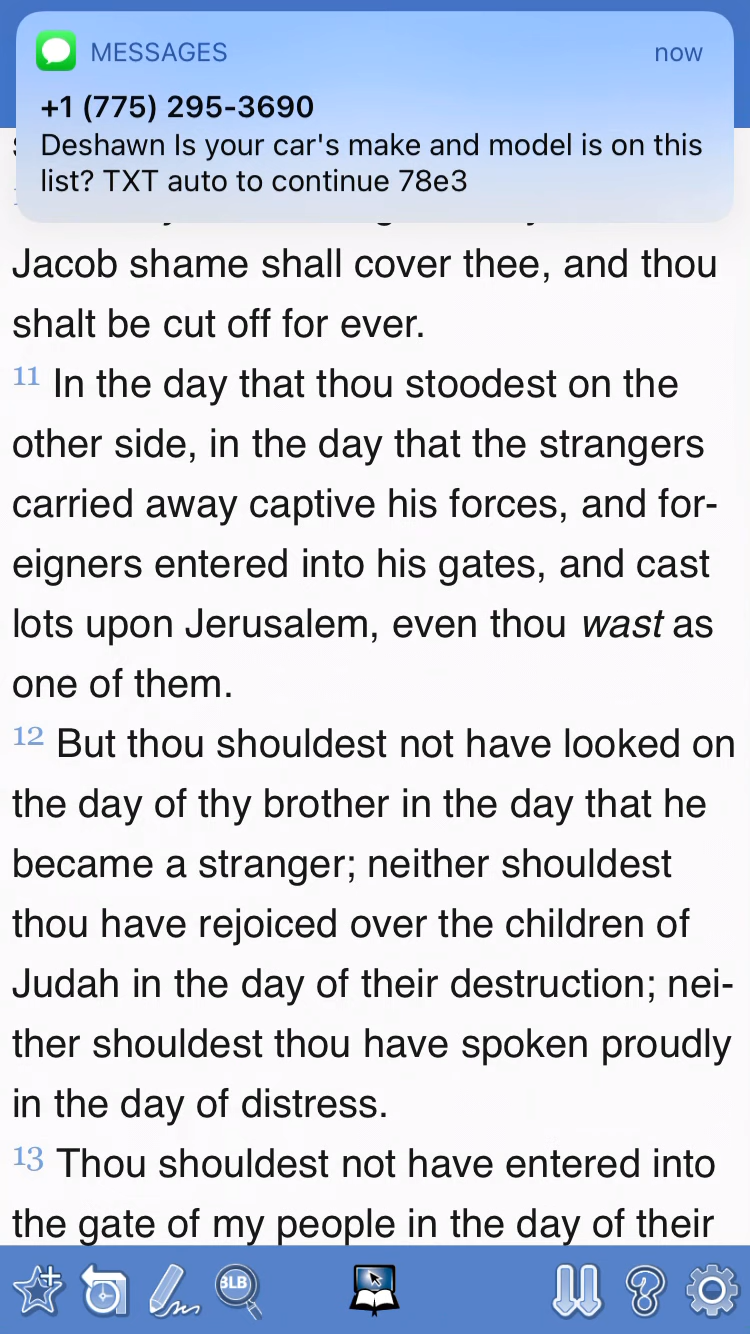 MESSAGES now
+1 (775) 295-3690
Deshawn Is your car's make and model is on this
list? TXT auto to continue 78e3
Jacob shame shall cover thee, and thou
shalt be cut off for ever.
11 In the day that thou stoodest on the
other side, in the day that the strangers
carried away captive his forces, and for-
eigners entered into his gates, and cast
lots upon Jerusalem, even thou wast as
one of them.
12 But thou shouldest not have looked on
the day of thy brother in the day that he
became a stranger; neither shouldest
thou have rejoiced over the children of
Judah in the day of their destruction; nei-
ther shouldest thou have spoken proudly
in the day of distress.
13 Thou shouldest not have entered into
the gate of my people in the day of their
BLB